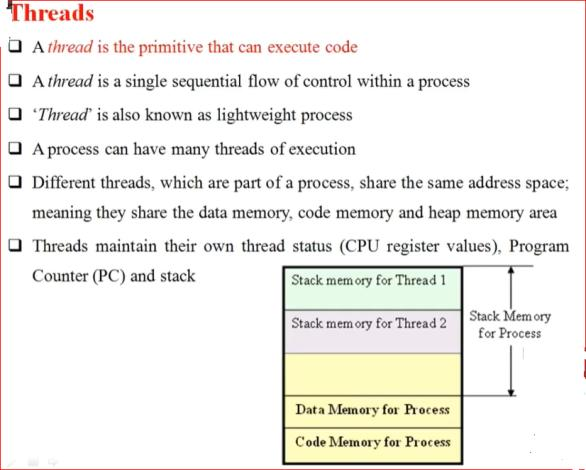 Threads
❑ A thread is the primitive that can execute code
❑ A thread is a single sequential flow of control within a process
❑ 'Thread' is also known as lightweight process
❑ A process can have many threads of execution
❑ Different threads, which are part of a process, share the same address space;
meaning they share the data memory, code memory and heap memory area
❑ Threads maintain their own thread status (CPU register values), Program
Counter (PC) and stack
Stack memory for Thread 1
Stack memory for Thread 2
Stack Memory
for Process
Data Memory for Process
Code Memory for Process